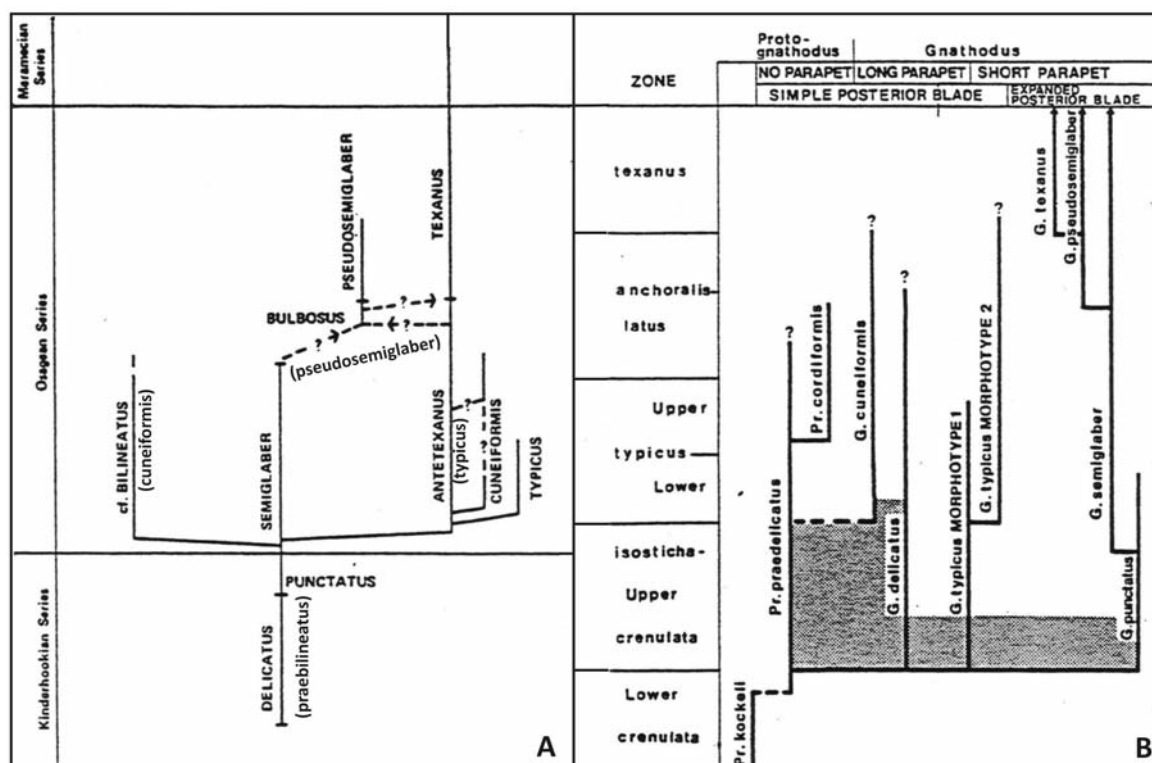 Meramecian
Series
Osagean Series
Kinderhookian Series
PSEUDOSEMIGLABER
TEXANUS
?
BULBOSUS
?
?
(pseudosemiglaber)
cf. BILINEATUS
(cuneiformis)
SEMIGLABER
ANTETEXANUS
(typicus)
?
?
CUNEIFORMIS
TYPICUS
PUNCTATUS
DELICATUS
(praebilineatus)
A
ZONE
Proto-
gnathodus
Gnathodus
NO PARAPET
LONG PARAPET
SHORT PARAPET
SIMPLE POSTERIOR BLADE
EXPANDED
POSTERIOR BLADE
texanus
anchoralis
latus
Upper
typicus
Lower
isosticha-
Upper
crenulata
Lower
crenulata
Pr. kockeli
?
Pr. praedelicatus
Pr. cordiformis
?
G. cuneiformis
?
G. delicatus
G. typicus MORPHOTYPE 1
?
G. typicus MORPHOTYPE 2
G. texanus
G. pseudosemiglaber
G. semiglaber
G. punctatus
B